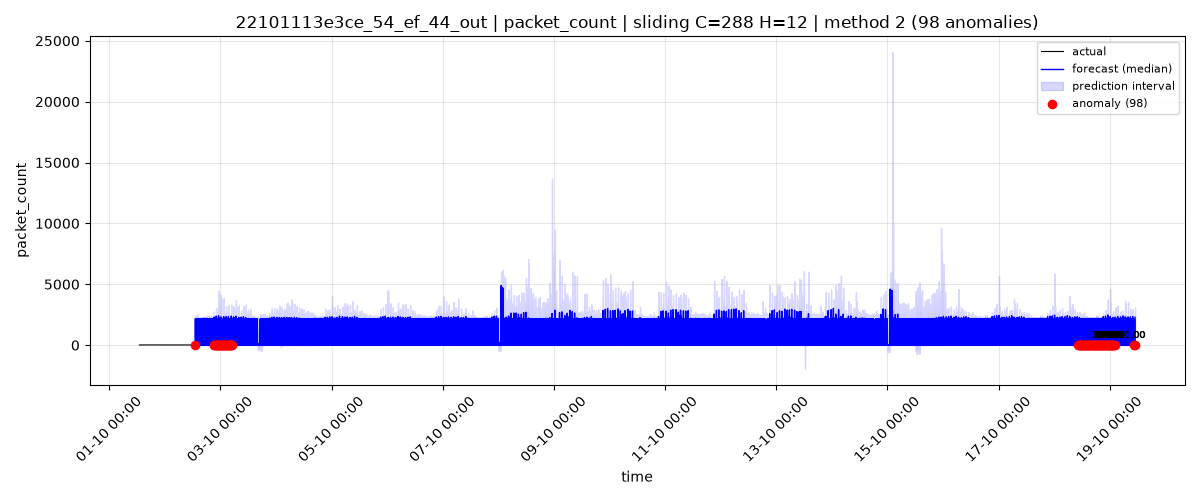 22101113e3ce_54_ef_44_out | packet_count | sliding C=288 H=12 | method 2 (98 anomalies)
actual
forecast (median)
prediction interval
anomaly (98)
packet_count
25000
20000
15000
10000
5000
0
00
01-10 00:00
03-10 00:00
05-10 00:00
07-10 00:00
09-10 00:00
11-10 00:00
13-10 00:00
15-10 00:00
17-10 00:00
19-10 00:00
time